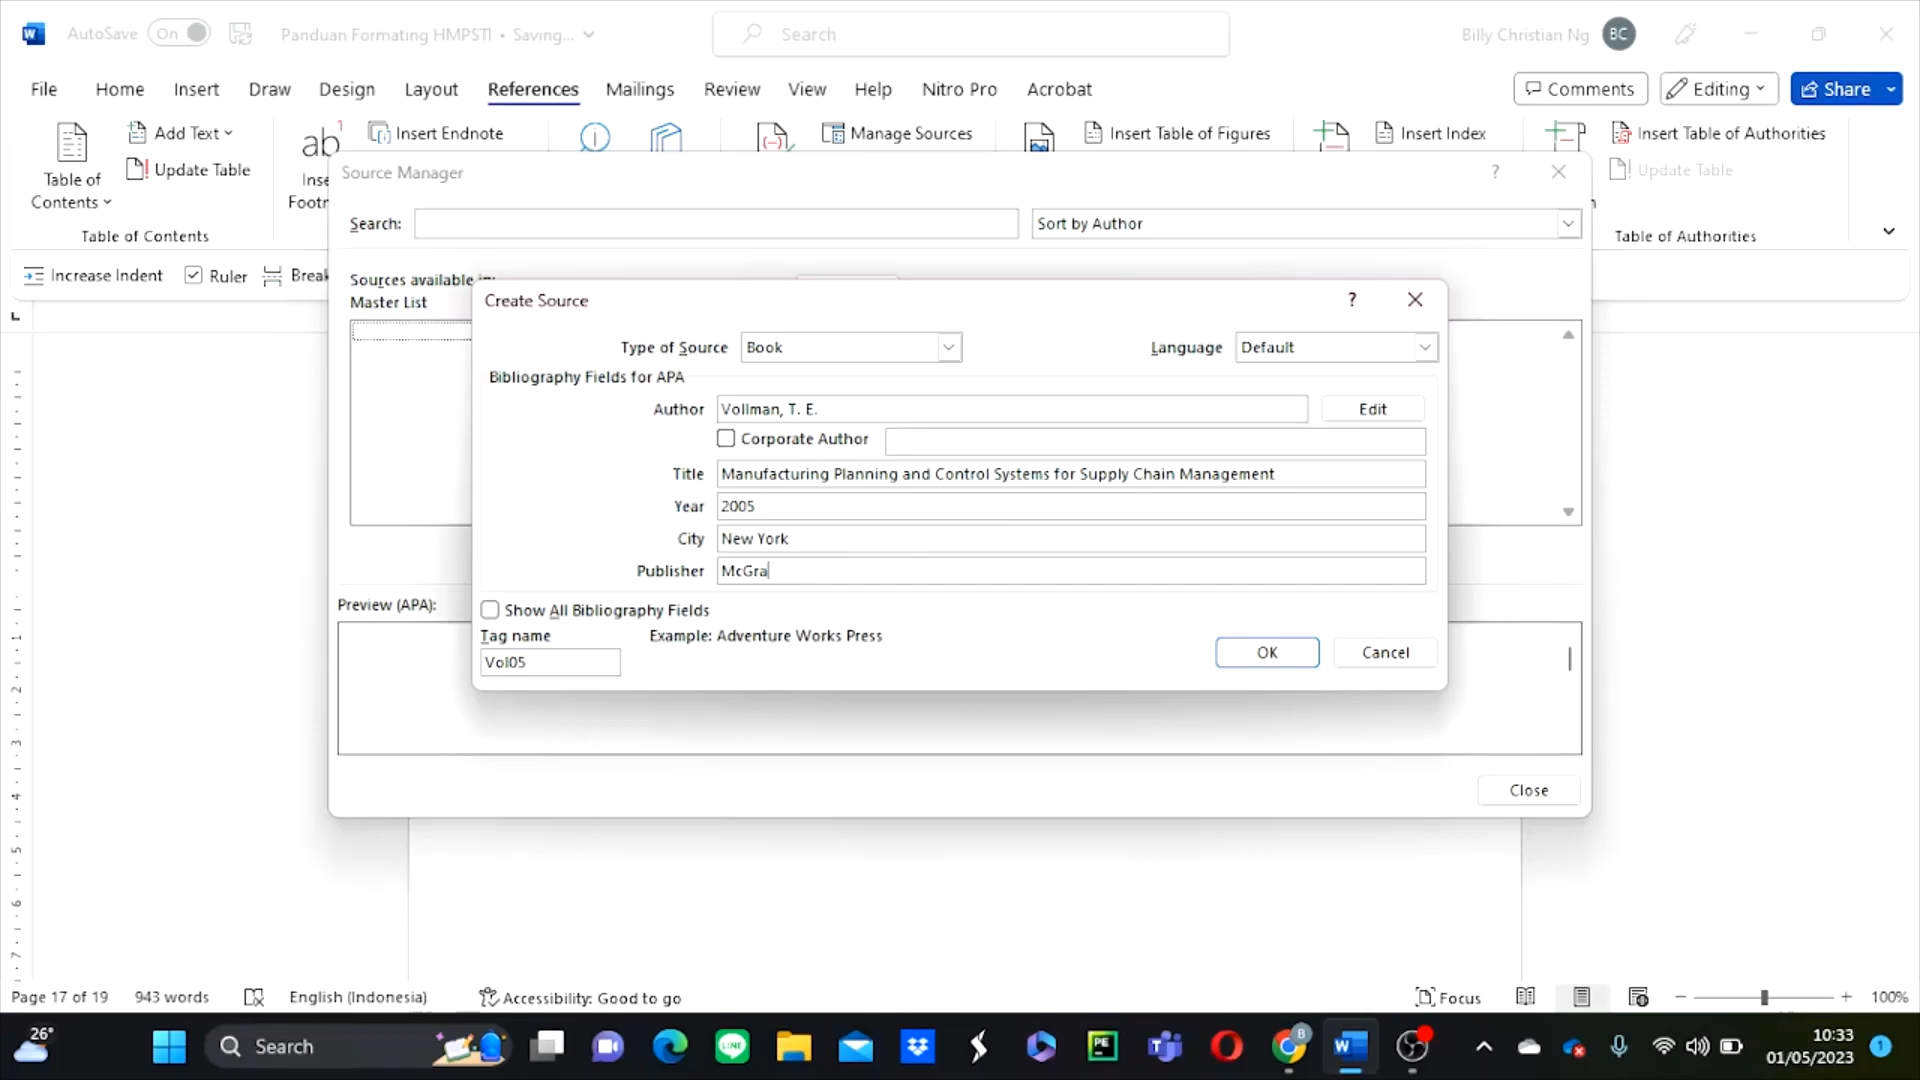 AutoSave On Panduan Formating HMPSTI • Saving... Search Billy Christian Ng BC
File Home Insert Draw Design Layout References Mailings Review View Help Nitro Pro Acrobat Comments Editing Share
Table of Contents
Add Text
Update Table
Table of Contents
ab
Insert Endnote
Manage Sources
Insert Table of Figures
Insert Index
Insert Table of Authorities
Update Table
Table of Authorities
Increase Indent Ruler
Source Manager ?
Search: Sort by Author
Master List
Preview (APA):
Close
Create Source ?
Type of Source Book Language Default
Bibliography Fields for APA
Author Vollman, T. E. Edit
Corporate Author
Title Manufacturing Planning and Control Systems for Supply Chain Management
Year 2005
City New York
Publisher McGra
Show All Bibliography Fields
Tag name Example: Adventure Works Press
Vol05 OK Cancel
Page 17 of 19 943 words English (Indonesia) Accessibility: Good to go Focus 100%
26° Search 10:33
01/05/2023 1